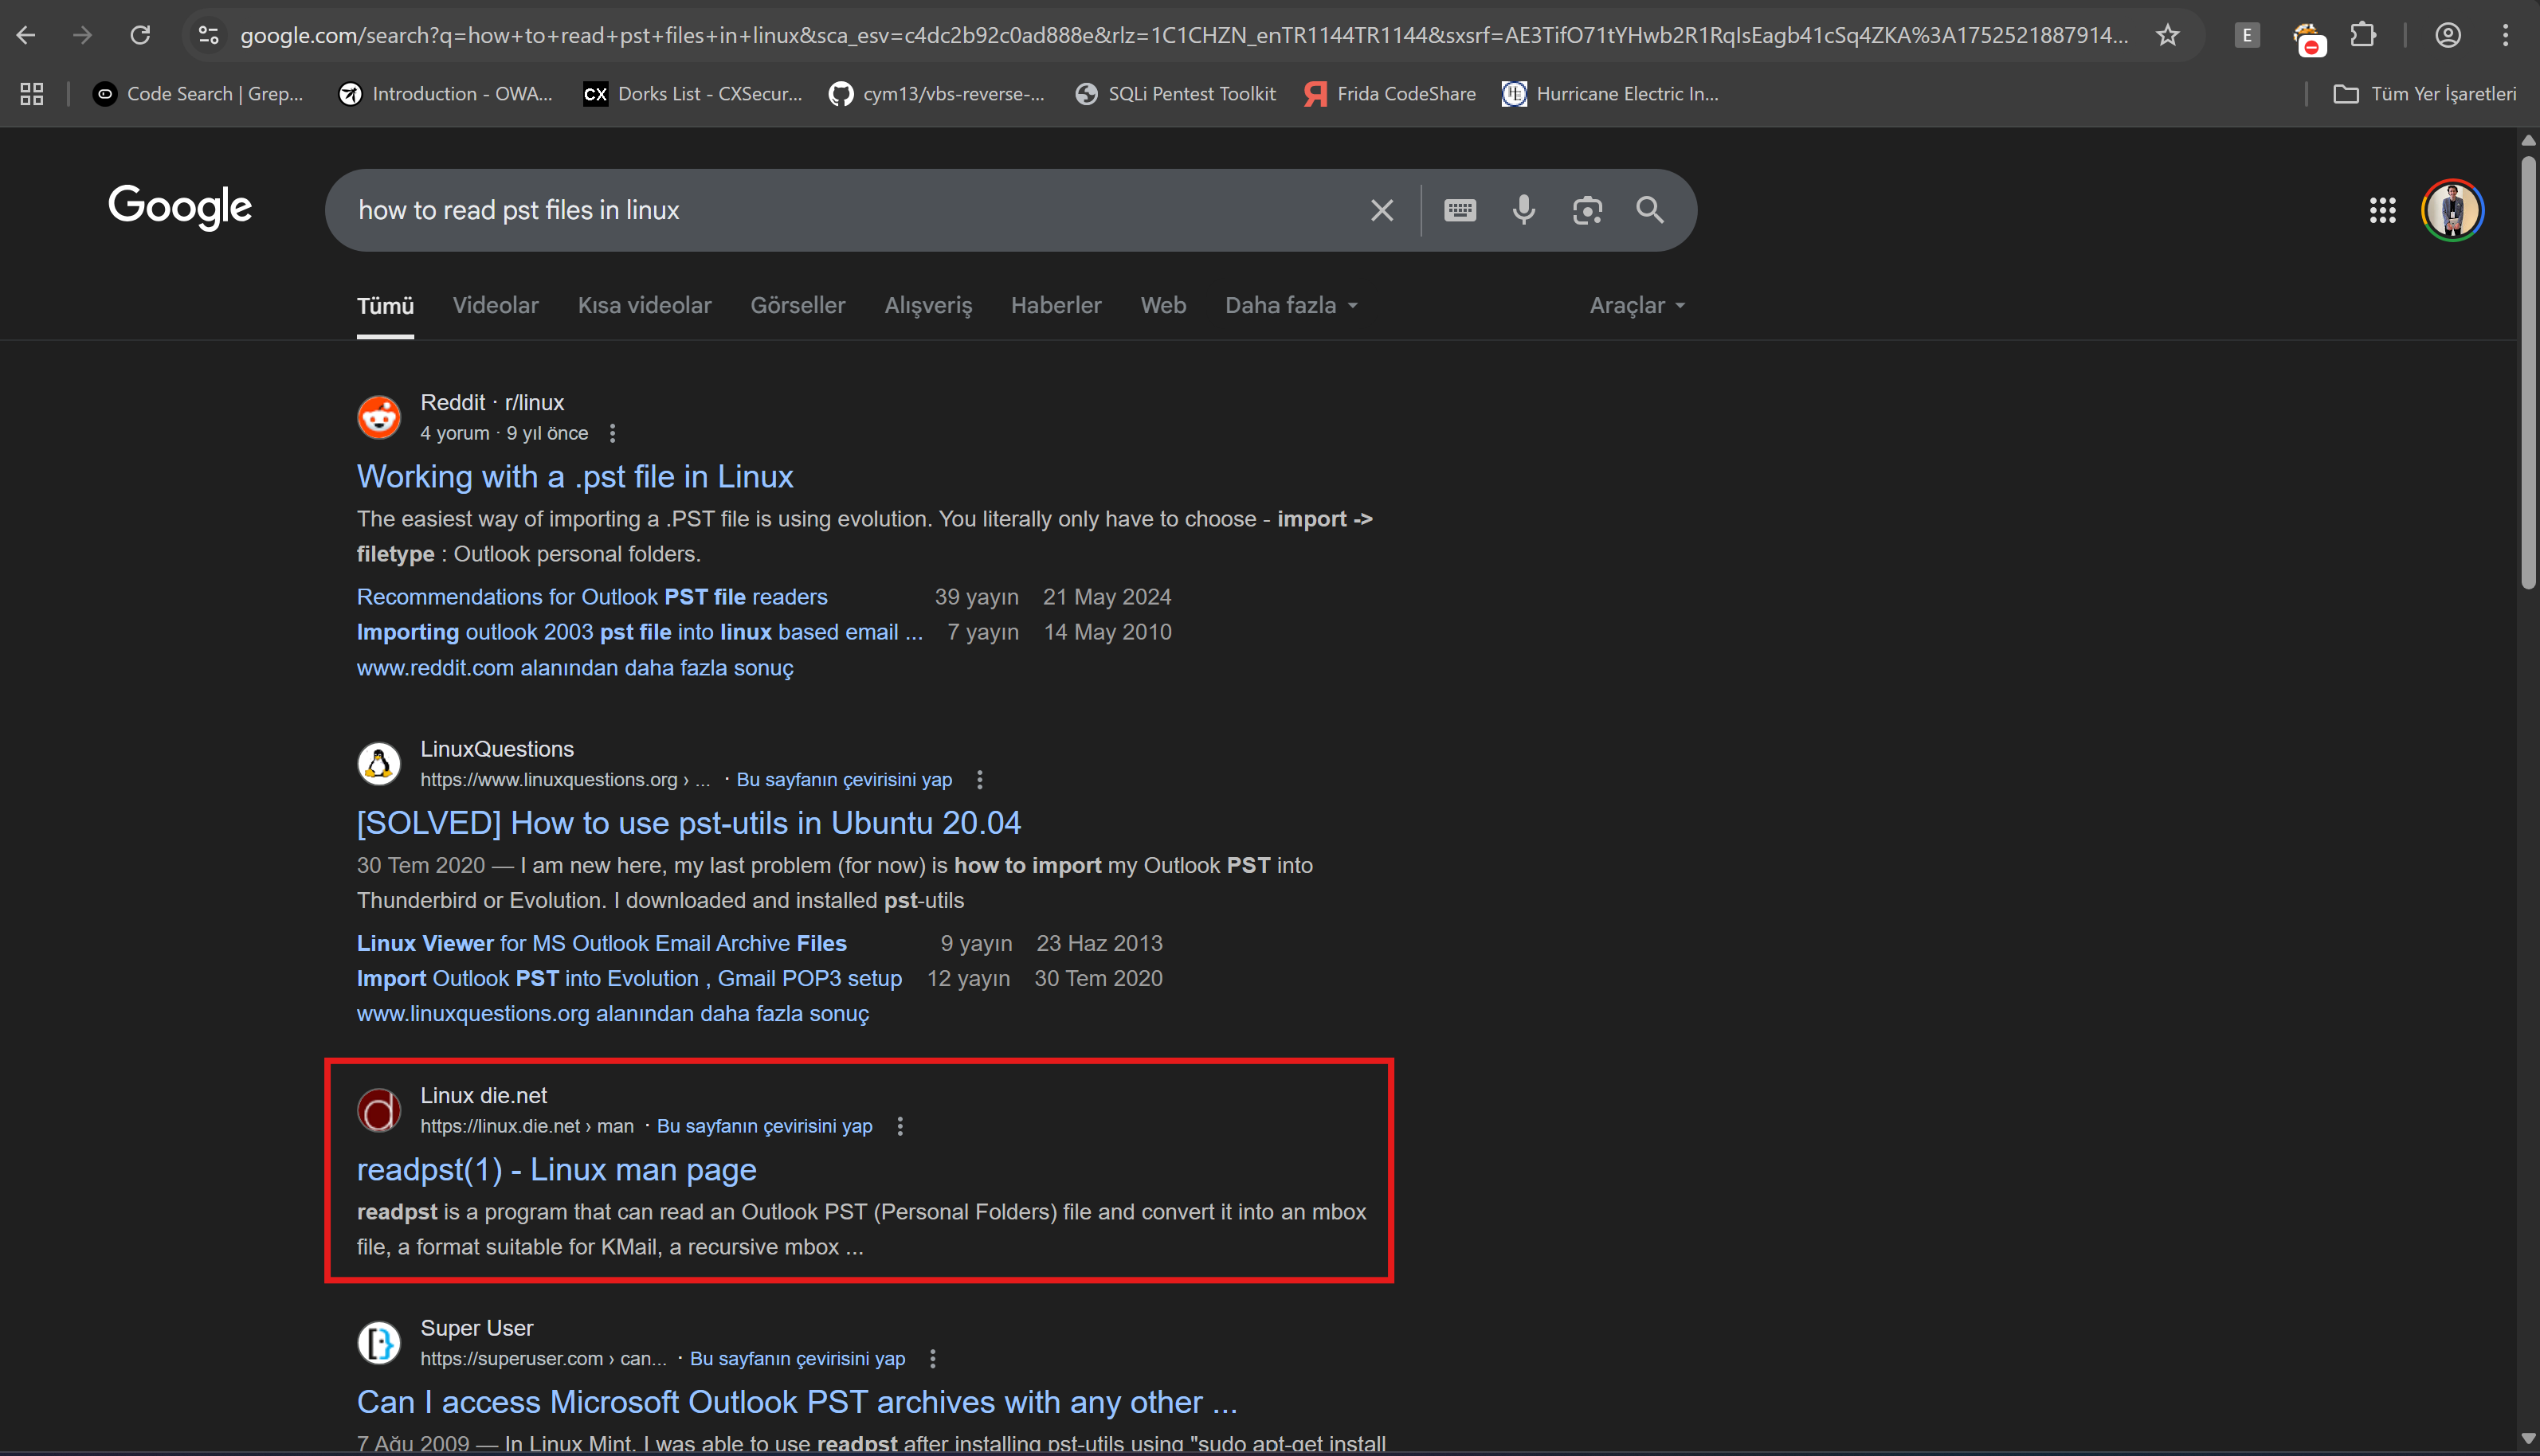 google.com/search?q=how+to+read+pst+files+in+linux&sca_esv=c4dc2b92c0ad888e&rlz=1C1CHZN_enTR1144TR1144&sxsrf=AE3TifO71tYHwb2R1RqIsEagb41cSq4ZKA%3A1752521887914...
E
Code Search | Grep...
Introduction - OWA...
CX Dorks List - CXSecur...
cym13/vbs-reverse-...
SQLi Pentest Toolkit
Frida CodeShare
HE Hurricane Electric In...
Tüm Yer İşaretleri
Google
how to read pst files in linux
Tümü Videolar Kısa videolar Görseller Alışveriş Haberler Web Daha fazla Araçlar
Reddit · r/linux
4 yorum · 9 yıl önce
Working with a .pst file in Linux
The easiest way of importing a .PST file is using evolution. You literally only have to choose - import ->
filetype : Outlook personal folders.
Recommendations for Outlook PST file readers 39 yayın 21 May 2024
Importing outlook 2003 pst file into linux based email ... 7 yayın 14 May 2010
www.reddit.com alanından daha fazla sonuç
LinuxQuestions
https://www.linuxquestions.org › ... · Bu sayfanın çevirisini yap
[SOLVED] How to use pst-utils in Ubuntu 20.04
30 Tem 2020 — I am new here, my last problem (for now) is how to import my Outlook PST into
Thunderbird or Evolution. I downloaded and installed pst-utils
Linux Viewer for MS Outlook Email Archive Files 9 yayın 23 Haz 2013
Import Outlook PST into Evolution , Gmail POP3 setup 12 yayın 30 Tem 2020
www.linuxquestions.org alanından daha fazla sonuç
Linux die.net
https://linux.die.net › man · Bu sayfanın çevirisini yap
readpst(1) - Linux man page
readpst is a program that can read an Outlook PST (Personal Folders) file and convert it into an mbox
file, a format suitable for KMail, a recursive mbox ...
Super User
https://superuser.com › can... · Bu sayfanın çevirisini yap
Can I access Microsoft Outlook PST archives with any other ...
7 Ağu 2009 — In Linux Mint, I was able to use readpst after installing pst-utils using "sudo apt-get install